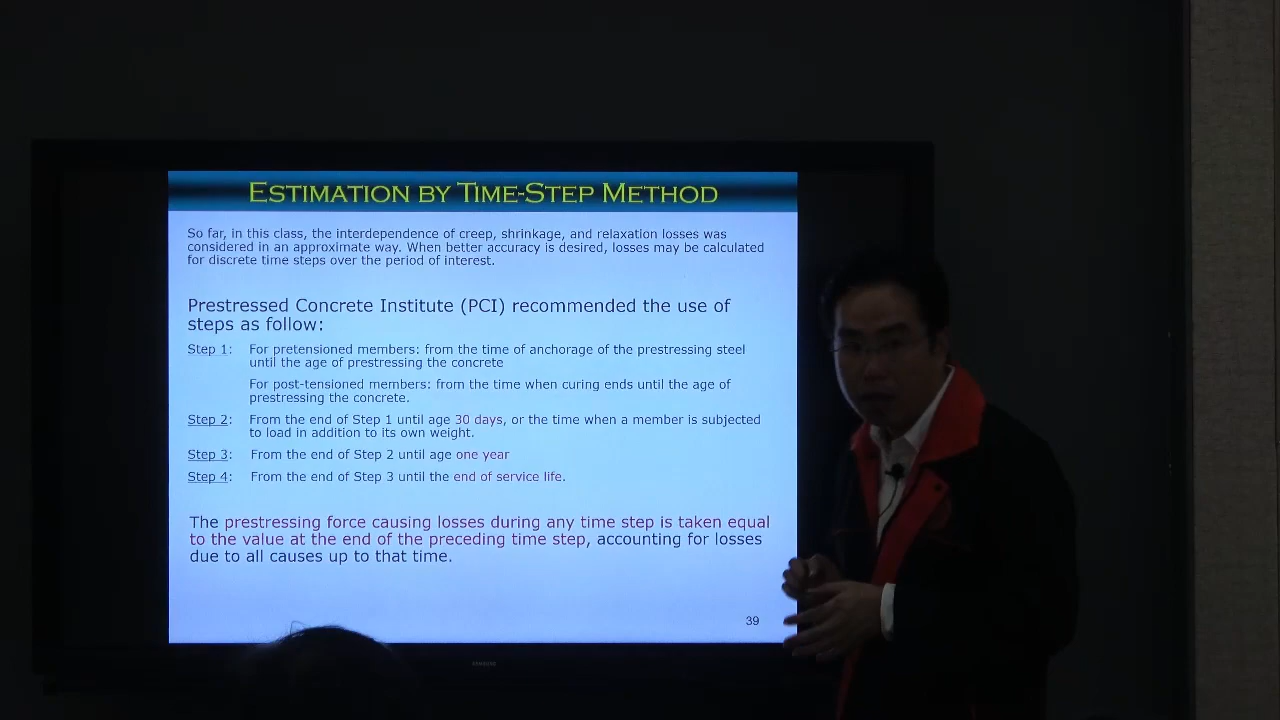 ESTIMATION BY TIME-STEP METHOD
So far, in this class, the interdependence of creep, shrinkage, and relaxation losses was
considered in an approximate way. When better accuracy is desired, losses may be calculated
for discrete time steps over the period of interest.
Prestressed Concrete Institute (PCI) recommended the use of
steps as follow:
Step 1: For pretensioned members: from the time of anchorage of the prestressing steel
until the age of prestressing the concrete
For post-tensioned members: from the time when curing ends until the age of
prestressing the concrete.
Step 2: From the end of Step 1 until age 30 days, or the time when a member is subjected
to load in addition to its own weight.
Step 3: From the end of Step 2 until age one year
Step 4: From the end of Step 3 until the end of service life.
The prestressing force causing losses during any time step is taken equal
to the value at the end of the preceding time step, accounting for losses
due to all causes up to that time.
39
SAMSUNG